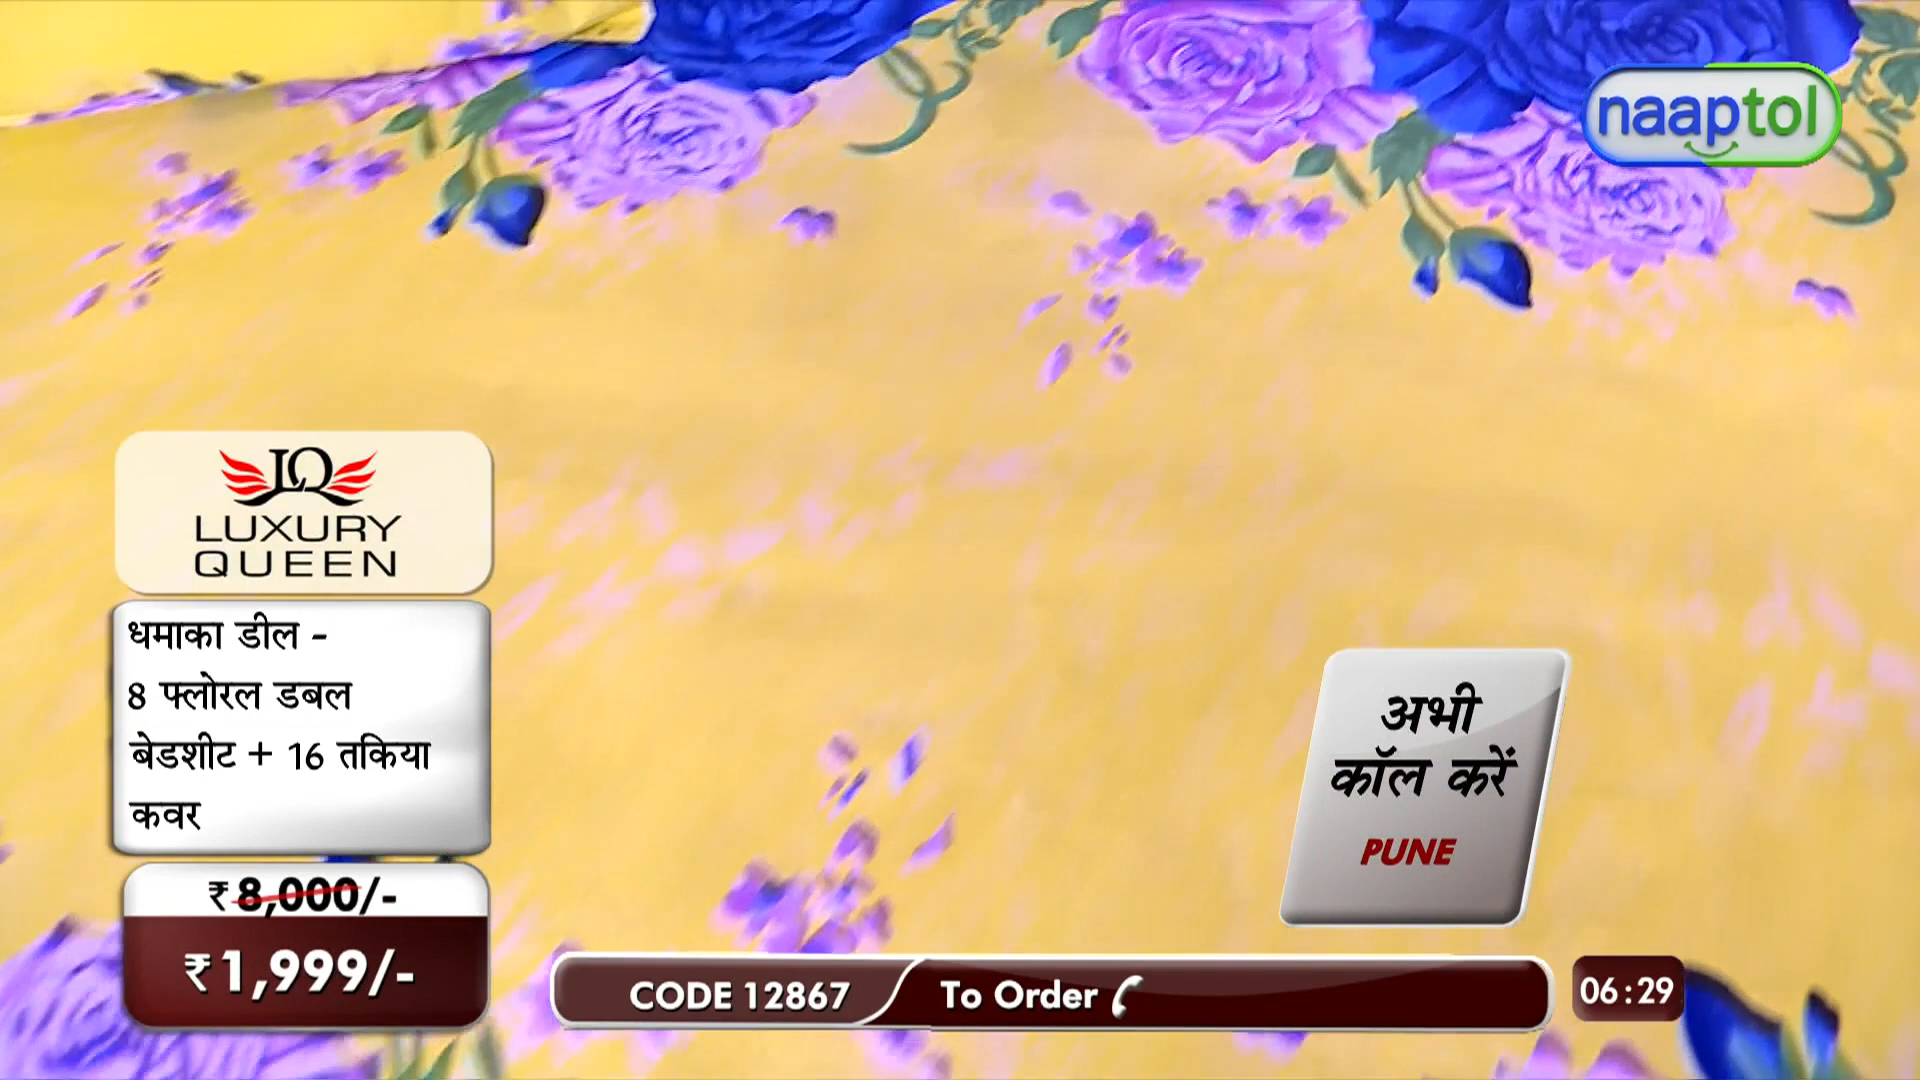 naaptol
LQ
LUXURY
QUEEN
धमाका डील -
8 फ्लोरल डबल
बेडशीट + 16 तकिया
कवर
₹ 8,000/-
₹ 1,999/-
अभी
कॉल करें
PUNE
CODE 12867
To Order
06:29